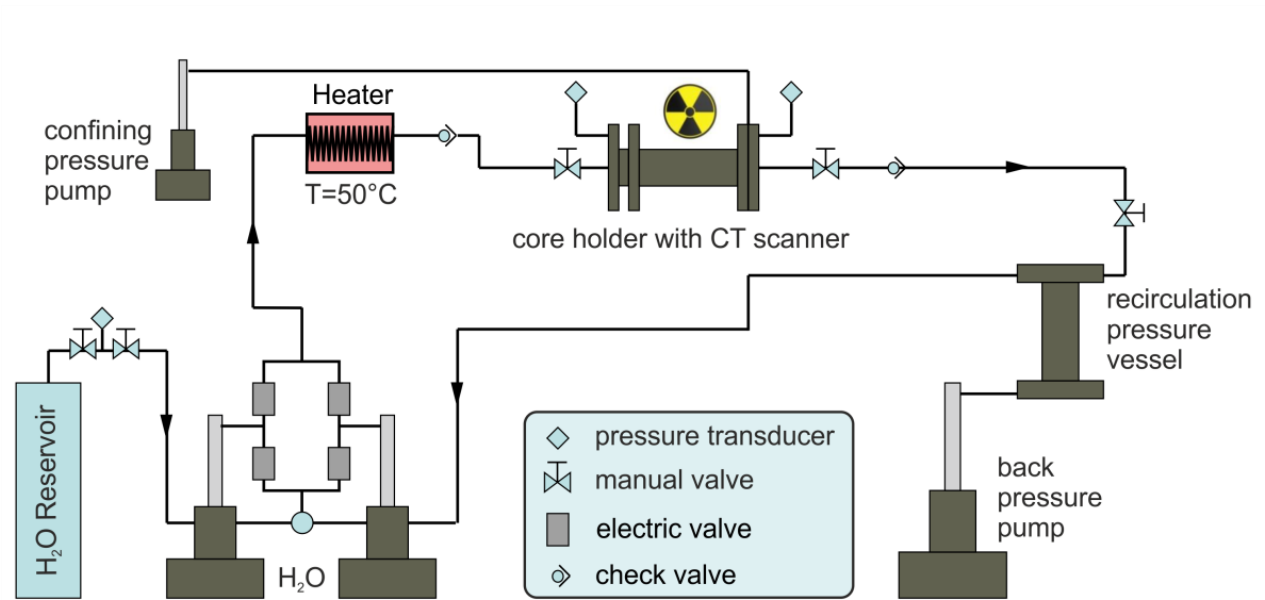 Heater
confining
pressure
pump
T=50°C
core holder with CT scanner
recirculation
pressure
vessel
H₂O Reservoir
pressure transducer
manual valve
electric valve
check valve
back
pressure
pump
H₂O